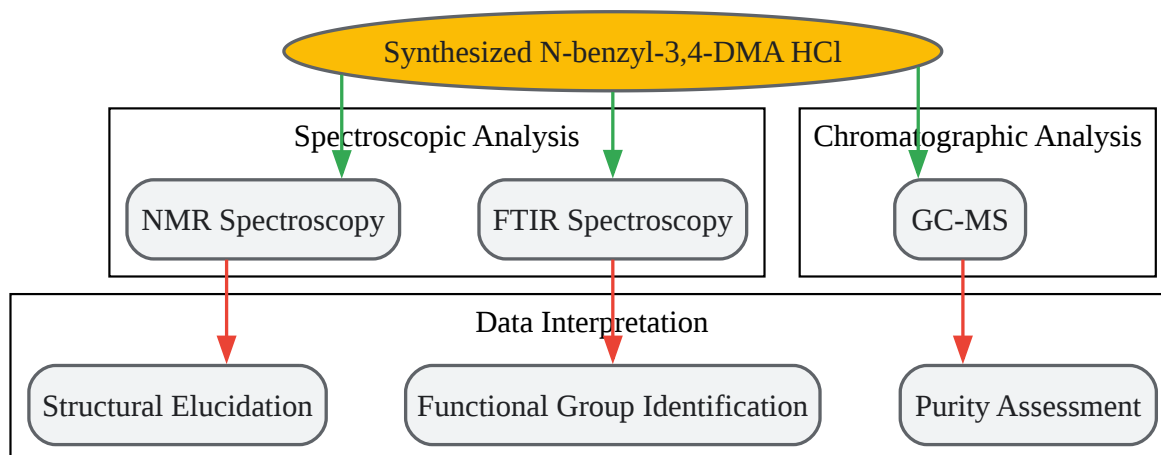 Synthesized N-benzyl-3,4-DMA HCl
Spectroscopic Analysis
Chromatographic Analysis
NMR Spectroscopy
FTIR Spectroscopy
GC-MS
Data Interpretation
Structural Elucidation
Functional Group Identification
Purity Assessment